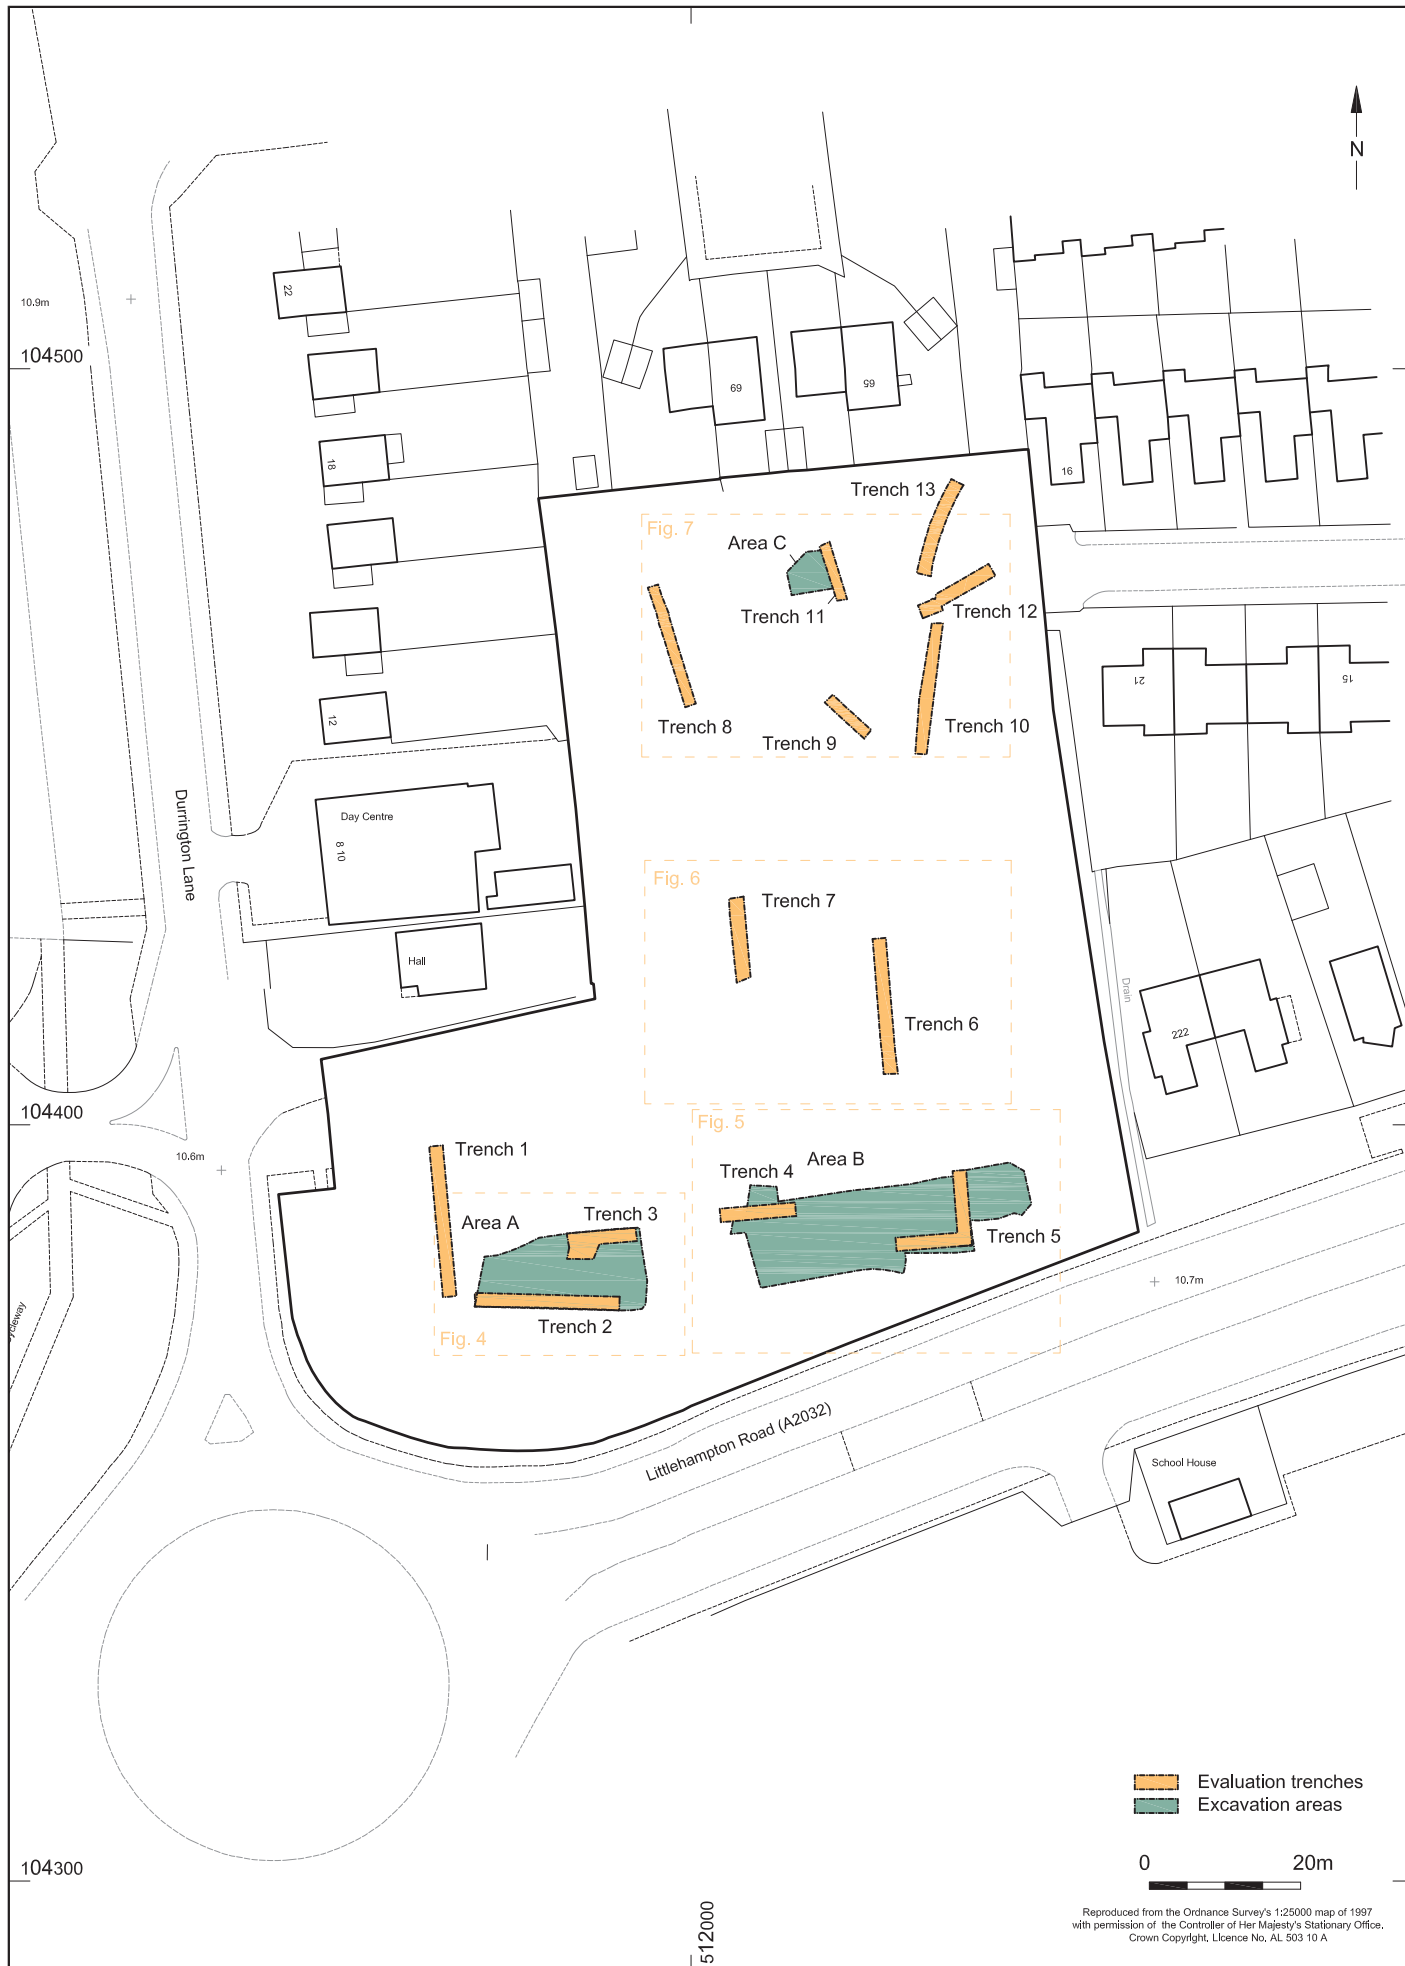 N
22
10.9m
104500
69
65
18
16
Trench 13
Fig. 7
Area C
Trench 11
Trench 12
21
15
12
Trench 8
Trench 9
Trench 10
Day Centre
8 10
Durrington Lane
Fig. 6
Trench 7
Hall
Drain
Trench 6
222
104400
Fig. 5
10.6m
Trench 1
Area B
Trench 4
Area A
Trench 3
Trench 5
10.7m
Trench 2
Fig. 4
ycleway
Littlehampton Road (A2032)
School House
Evaluation trenches
Excavation areas
104300
0 20m
512000
Reproduced from the Ordnance Survey's 1:25000 map of 1997
with permission of the Controller of Her Majesty's Stationary Office,
Crown Copyright, Licence No. AL 503 10 A